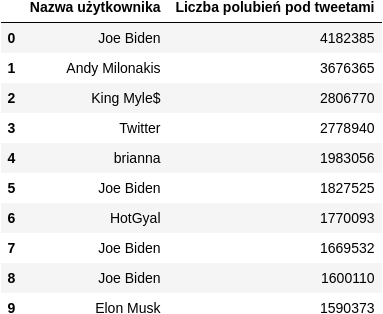 Nazwa użytkownika Liczba polubień pod tweetami
0 Joe Biden 4182385
1 Andy Milonakis 3676365
2 King Myle$ 2806770
3 Twitter 2778940
4 brianna 1983056
5 Joe Biden 1827525
6 HotGyal 1770093
7 Joe Biden 1669532
8 Joe Biden 1600110
9 Elon Musk 1590373